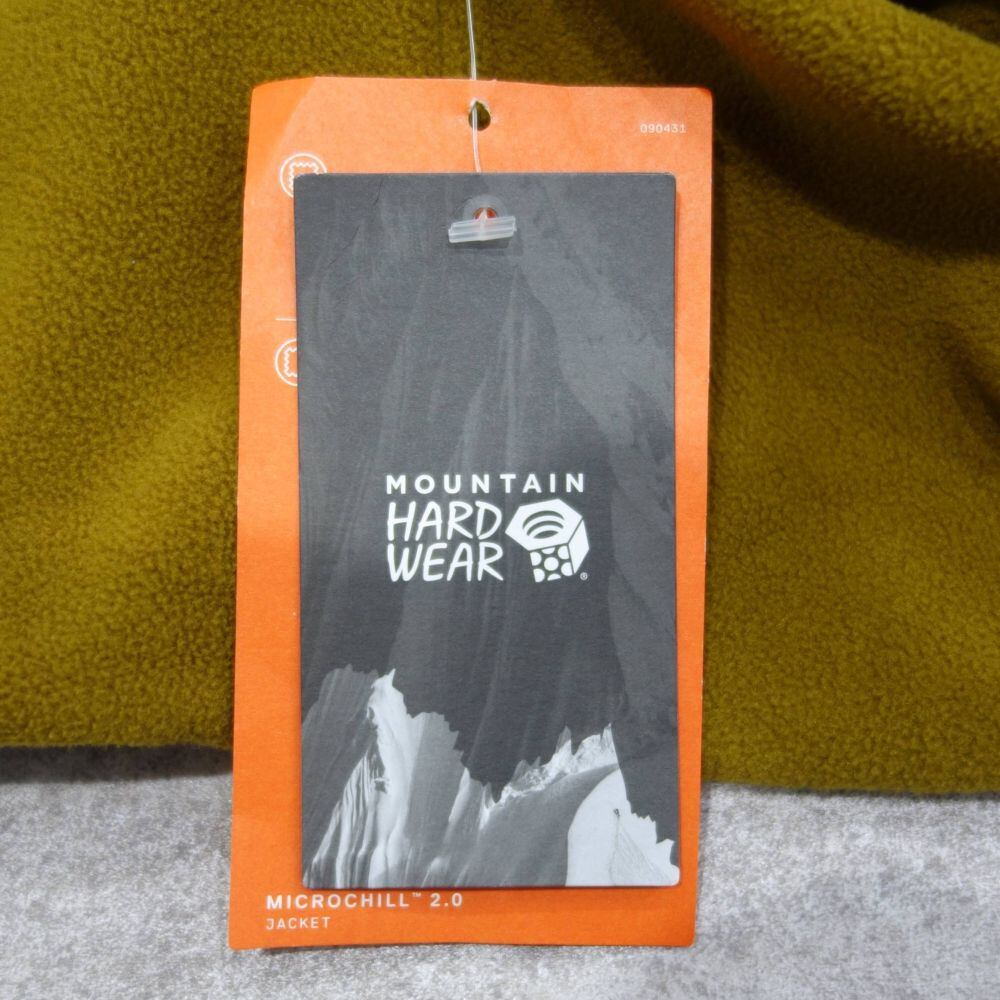 090431
MOUNTAIN
HARD
WEAR®
MICROCHILL™ 2.0
JACKET